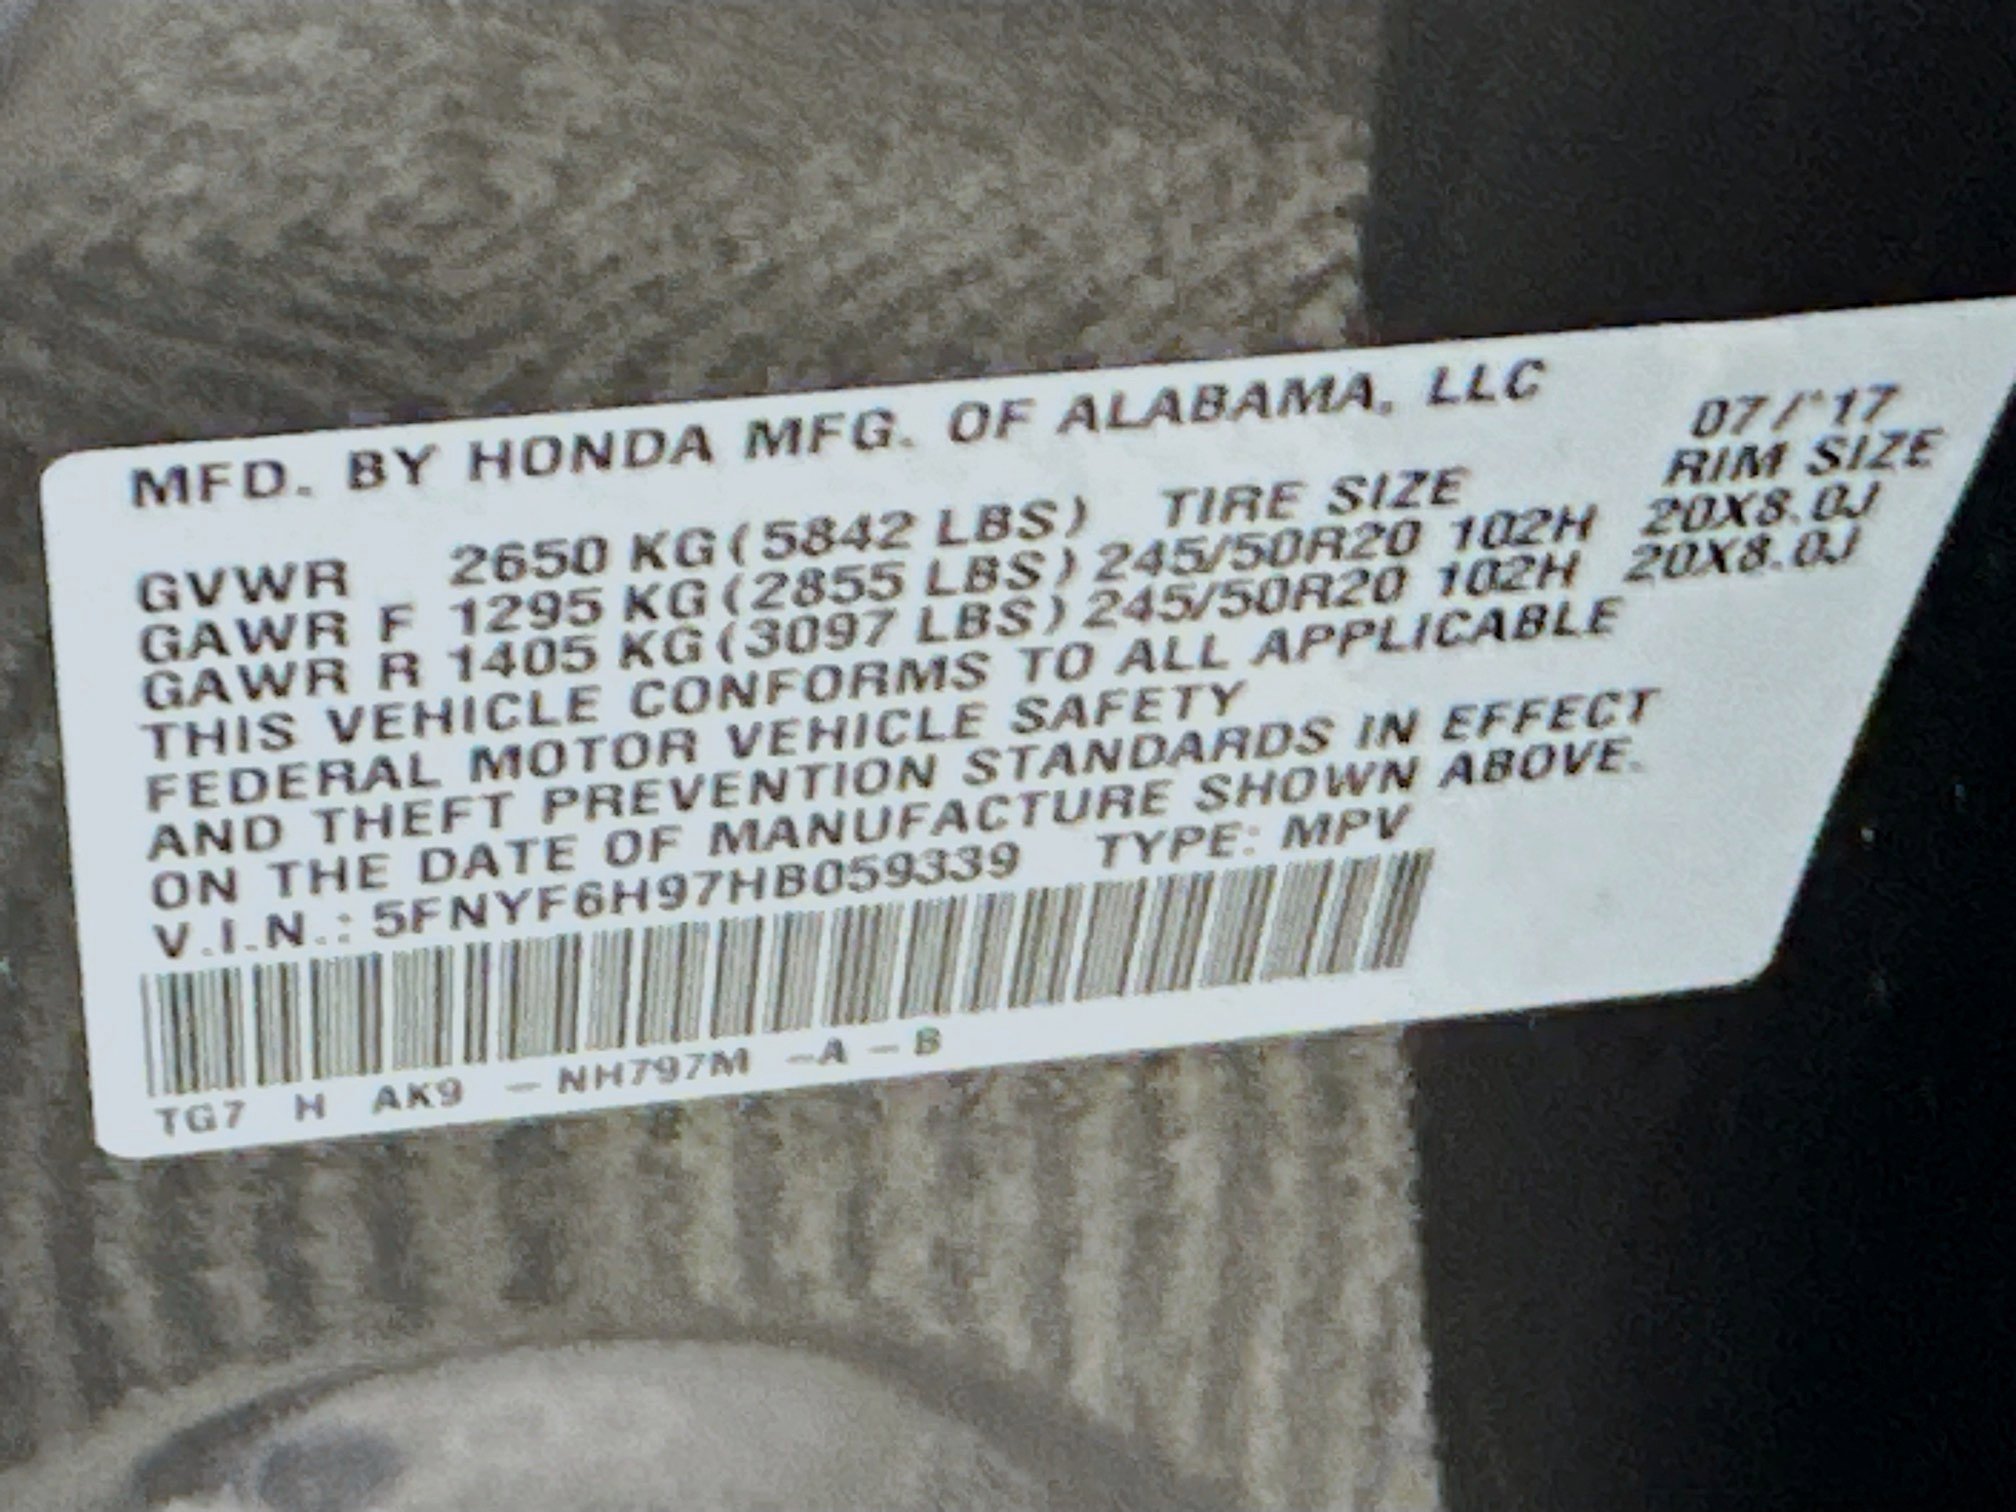 MFD. BY HONDA MFG. OF ALABAMA, LLC 07/'17
TIRE SIZE RIM SIZE
GVWR 2650 KG (5842 LBS)
GAWR F 1295 KG (2855 LBS) 245/50R20 102H 20X8.0J
GAWR R 1405 KG (3097 LBS) 245/50R20 102H 20X8.0J
THIS VEHICLE CONFORMS TO ALL APPLICABLE
FEDERAL MOTOR VEHICLE SAFETY
AND THEFT PREVENTION STANDARDS IN EFFECT
ON THE DATE OF MANUFACTURE SHOWN ABOVE.
V.I.N.: 5FNYF6H97HB059339 TYPE: MPV
TG7 H AK9 -NH797M -A -B